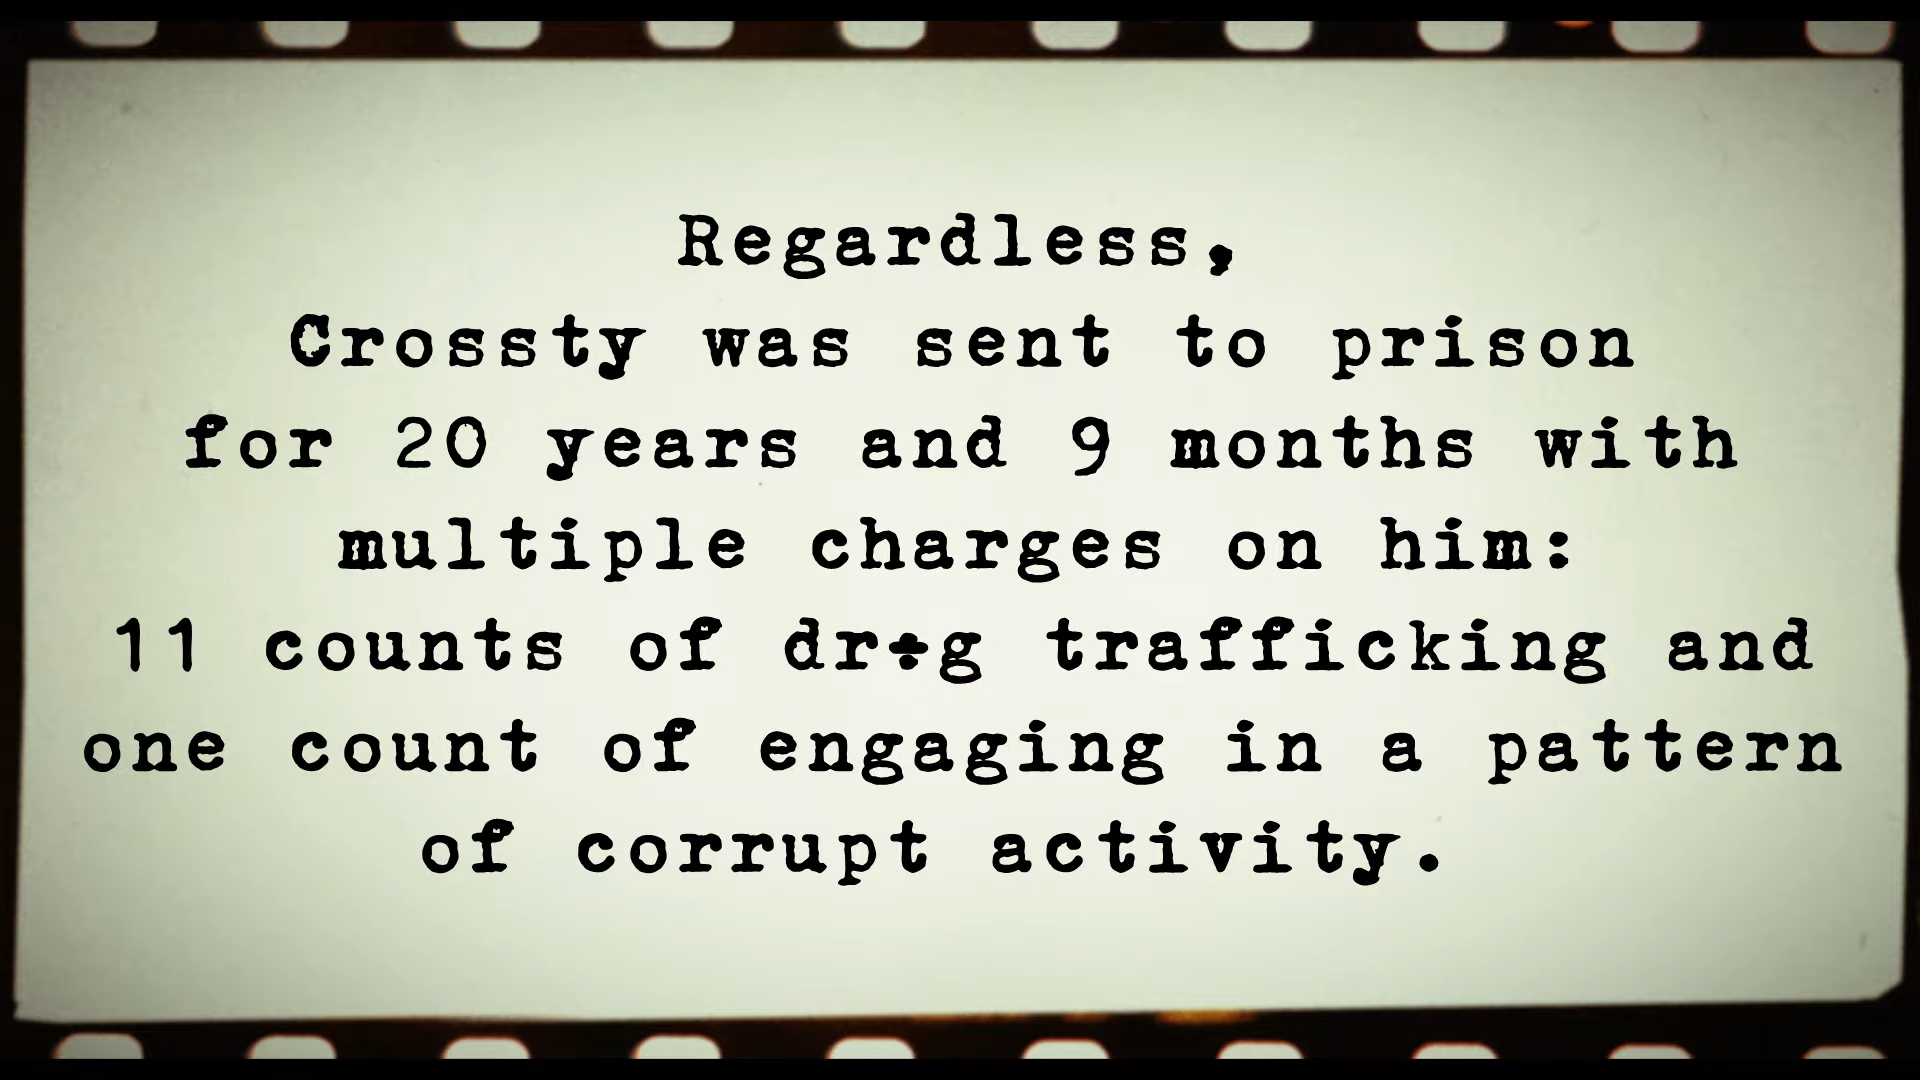 Regardless,
Crossty was sent to prison
for 20 years and 9 months with
multiple charges on him:
11 counts of dr÷g trafficking and
one count of engaging in a pattern
of corrupt activity.